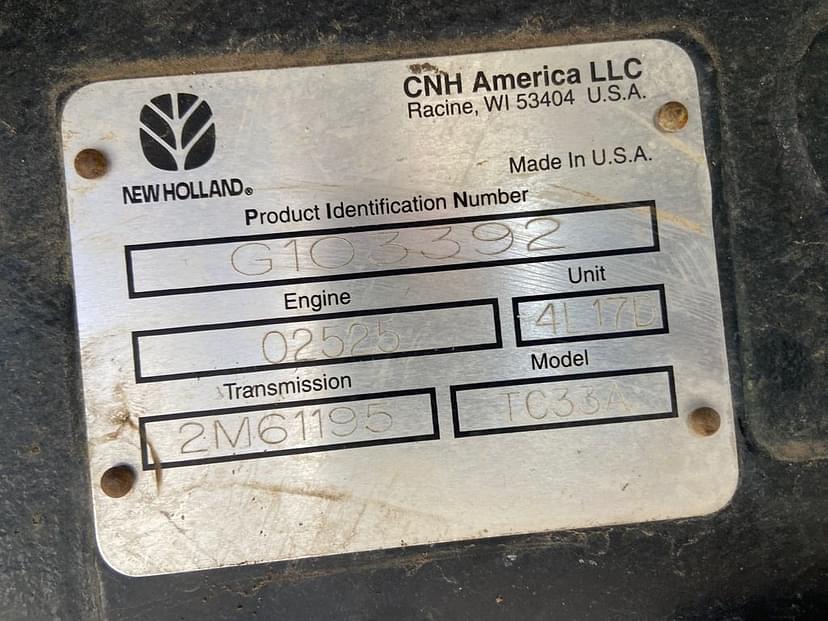 CNH America LLC
Racine, WI 53404 U.S.A.
Made In U.S.A.
NEW HOLLAND®
Product Identification Number
G103392
Engine
Unit
02525
4L17D
Transmission
Model
2M61195
TC33A